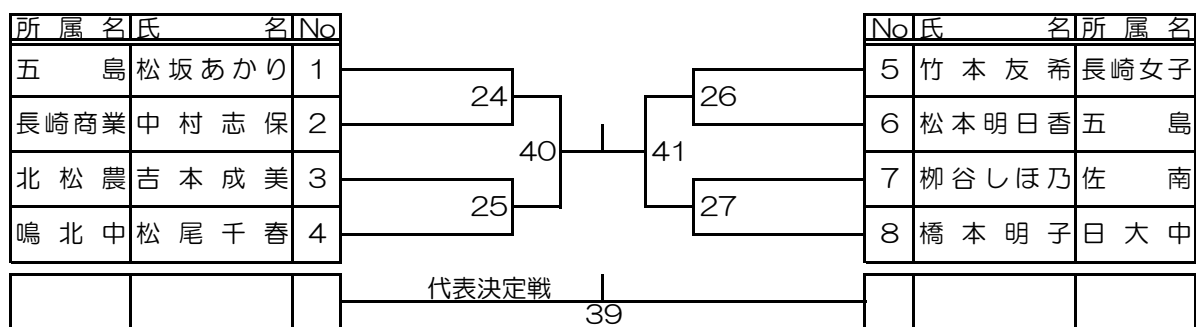 所属名 氏名 No No 氏名 所属名
五島 松坂あかり 1 5 竹本友希 長崎女子
24 26
長崎商業 中村志保 2 6 松本明日香 五島
40 41
北松農 吉本成美 3 7 栁谷しほ乃 佐南
25 27
鳴北中 松尾千春 4 8 橋本明子 日大中
代表決定戦
39